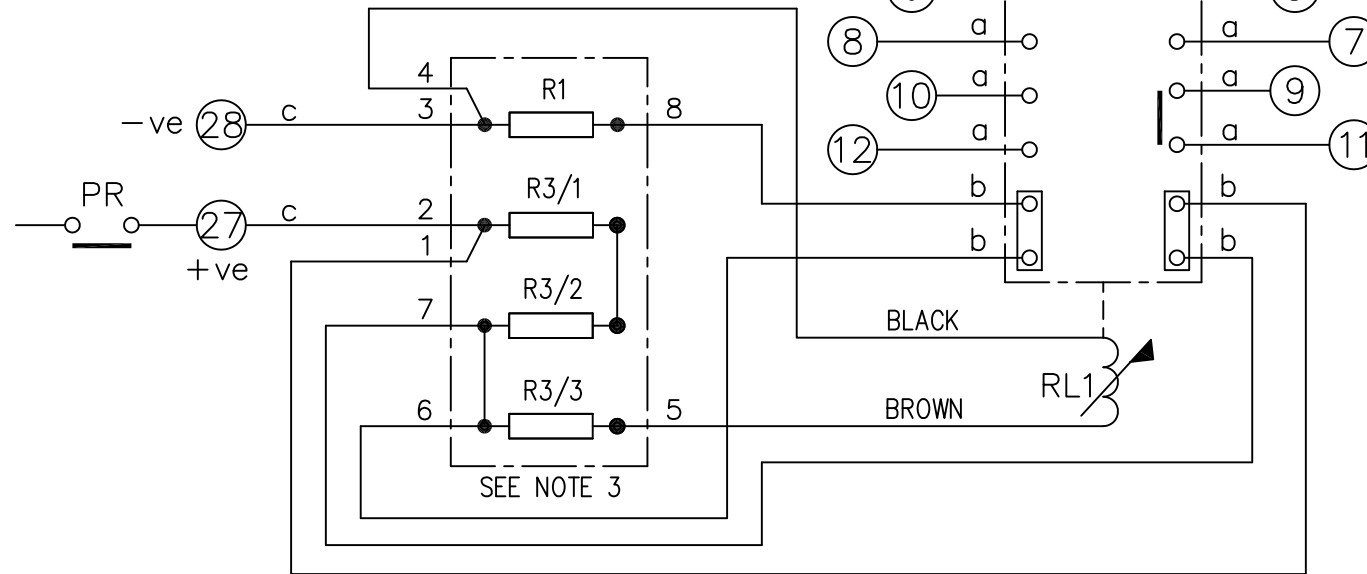 8 a a 7
4 R1 10 a a 9
-ve 28 c 3 8
12 a a 11
PR R3/1 b b
27 c 2
+ve 1 b b
R3/2
7 BLACK
R3/3 RL1
6 5 BROWN
SEE NOTE 3